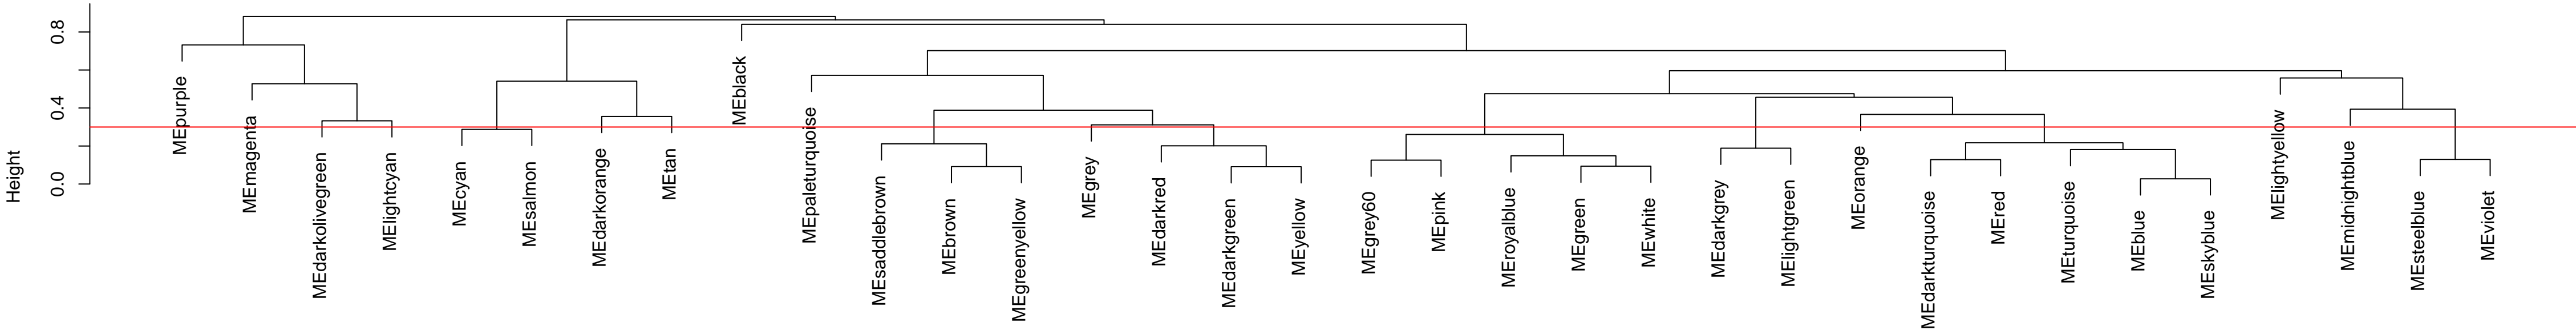 Height
0.0
0.4
0.8
MEpurple
MEmagenta
MEdarkolivegreen
MElightcyan
MEcyan
MEsalmon
MEdarkorange
MEtan
MEblack
MEpaleturquoise
MEsaddlebrown
MEbrown
MEgreenyellow
MEgrey
MEdarkred
MEdarkgreen
MEyellow
MEgrey60
MEpink
MEroyalblue
MEgreen
MEwhite
MEdarkgrey
MElightgreen
MEorange
MEdarkturquoise
MEred
MEturquoise
MEblue
MEskyblue
MElightyellow
MEmidnightblue
MEsteelblue
MEviolet